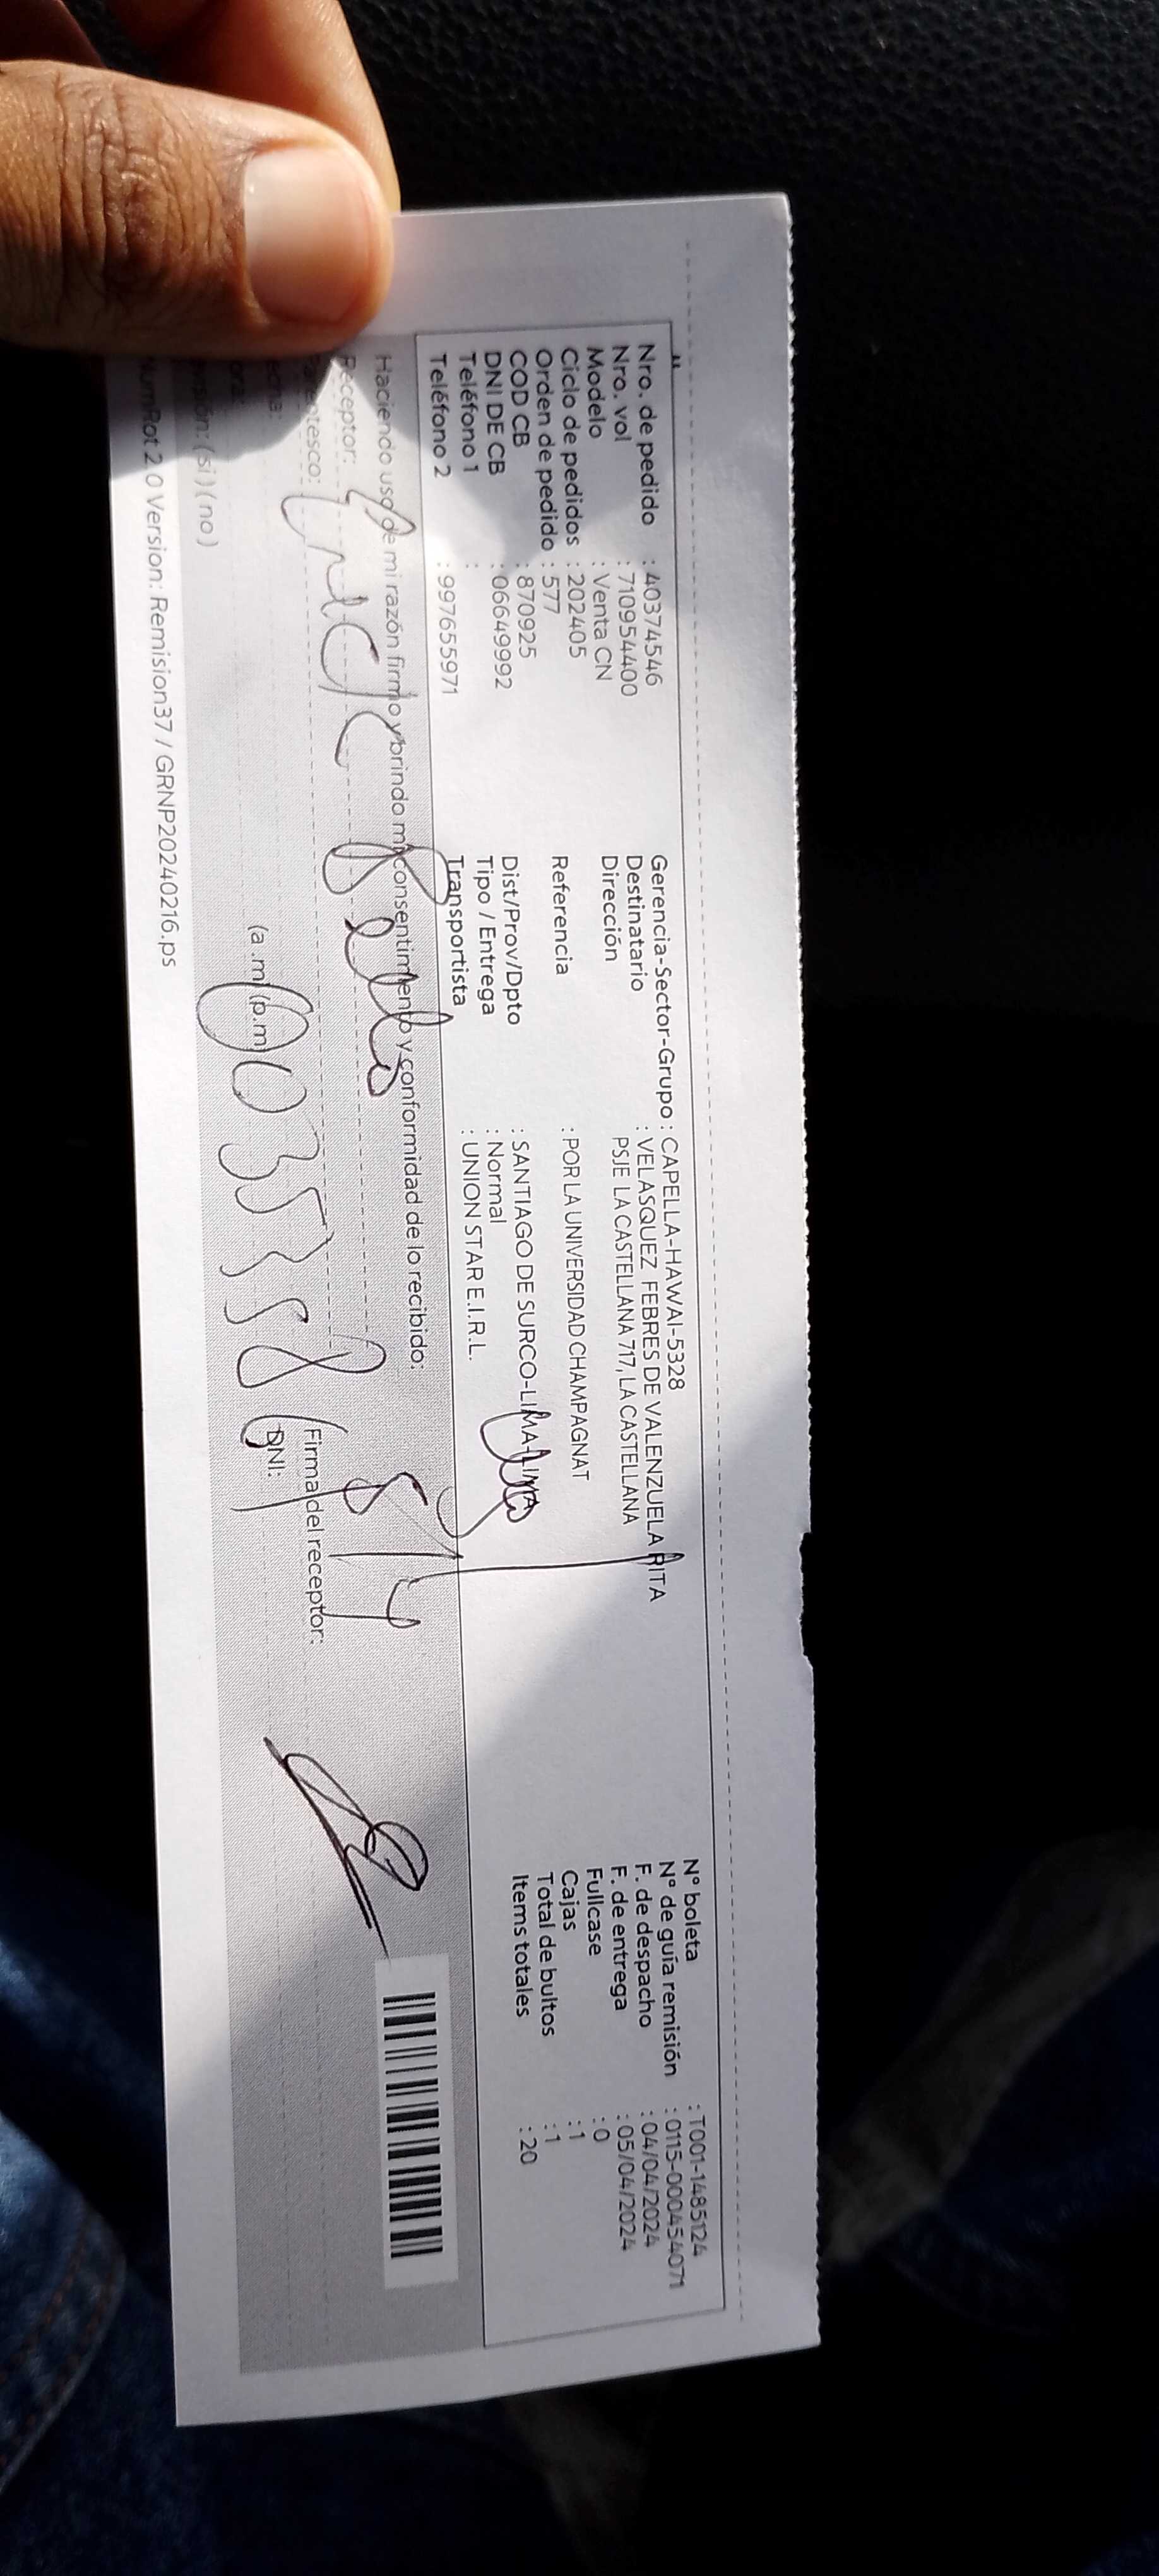 Nro. de pedido : 40374546
Nro. vol : 710954400
Modelo : Venta CN
Ciclo de pedidos : 202405
Orden de pedido : 577
COD CB : 870925
DNI DE CB : 06649992
Teléfono 1 :
Teléfono 2 : 997655971
Gerencia-Sector-Grupo : CAPELLA-HAWAI-5328
Destinatario : VELASQUEZ FEBRES DE VALENZUELA RITA
Dirección PSJE LA CASTELLANA 717, LA CASTELLANA
Referencia : POR LA UNIVERSIDAD CHAMPAGNAT
Dist/Prov/Dpto : SANTIAGO DE SURCO-LIMA-LIMA
Tipo / Entrega : Normal
Transportista : UNION STAR E.I.R.L.
N° boleta : T001-1485124
N° de guía remisión : 0115-000454071
F. de despacho : 04/04/2024
F. de entrega : 05/04/2024
Fullcase : 0
Cajas : 1
Total de bultos : 1
Items totales : 20
Haciendo uso de mi razón firmo y brindo mi consentimiento y conformidad de lo recibido:
Receptor:
Firma del receptor:
(a.m) (p.m) DNI:
(si) (no)
2.0 Version: Remision37 / GRNP20240216.ps